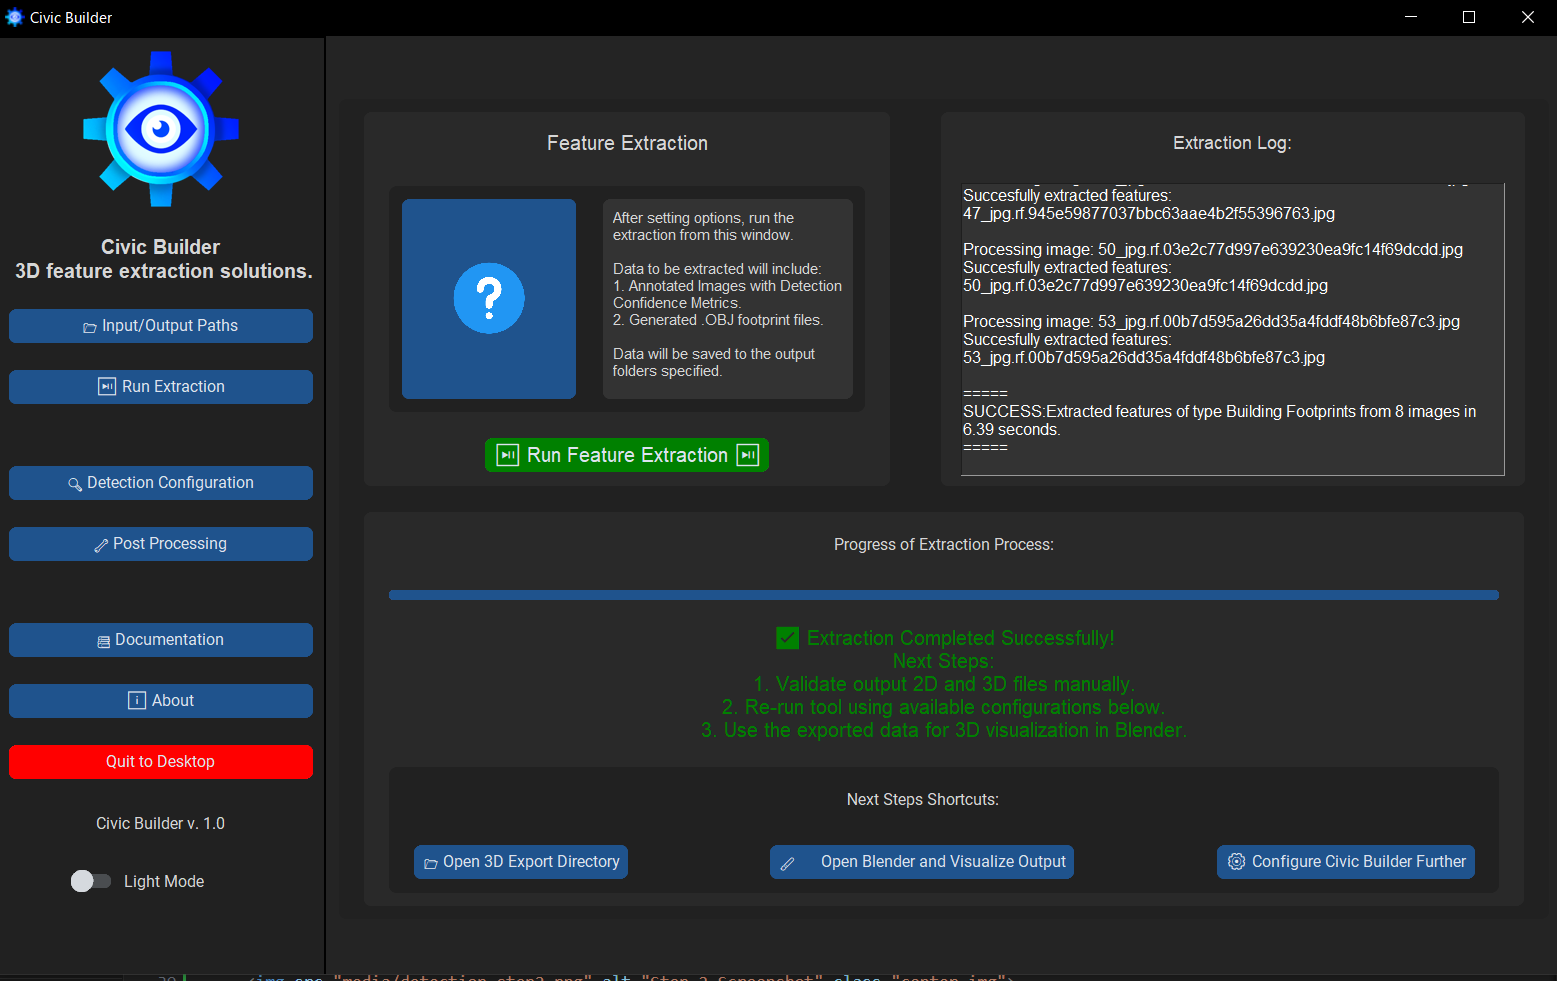 Civic Builder
Civic Builder
3D feature extraction solutions.
Input/Output Paths
Run Extraction
Detection Configuration
Post Processing
Documentation
About
Quit to Desktop
Civic Builder v. 1.0
Light Mode
Feature Extraction
After setting options, run the
extraction from this window.
Data to be extracted will include:
1. Annotated Images with Detection
Confidence Metrics.
2. Generated .OBJ footprint files.
Data will be saved to the output
folders specified.
Run Feature Extraction
Extraction Log:
Succesfully extracted features:
47_jpg.rf.945e59877037bbc63aae4b2f55396763.jpg
Processing image: 50_jpg.rf.03e2c77d997e639230ea9fc14f69dcdd.jpg
Succesfully extracted features:
50_jpg.rf.03e2c77d997e639230ea9fc14f69dcdd.jpg
Processing image: 53_jpg.rf.00b7d595a26dd35a4fddf48b6bfe87c3.jpg
Succesfully extracted features:
53_jpg.rf.00b7d595a26dd35a4fddf48b6bfe87c3.jpg
=====
SUCCESS:Extracted features of type Building Footprints from 8 images in
6.39 seconds.
=====
Progress of Extraction Process:
Extraction Completed Successfully!
Next Steps:
1. Validate output 2D and 3D files manually.
2. Re-run tool using available configurations below.
3. Use the exported data for 3D visualization in Blender.
Next Steps Shortcuts:
Open 3D Export Directory
Open Blender and Visualize Output
Configure Civic Builder Further